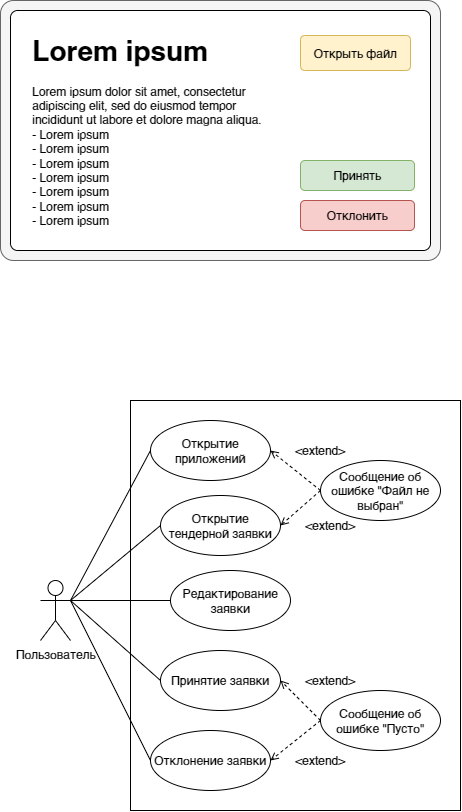 Lorem ipsum
Открыть файл
Lorem ipsum dolor sit amet, consectetur
adipiscing elit, sed do eiusmod tempor
incididunt ut labore et dolore magna aliqua.
- Lorem ipsum
- Lorem ipsum
- Lorem ipsum
- Lorem ipsum
- Lorem ipsum
- Lorem ipsum
- Lorem ipsum
Принять
Отклонить
Открытие
приложений
<extend>
Сообщение об
ошибке "Файл не
выбран"
Открытие
тендерной заявки
<extend>
Редактирование
заявки
Пользователь
Принятие заявки
<extend>
Сообщение об
ошибке "Пусто"
Отклонение заявки
<extend>